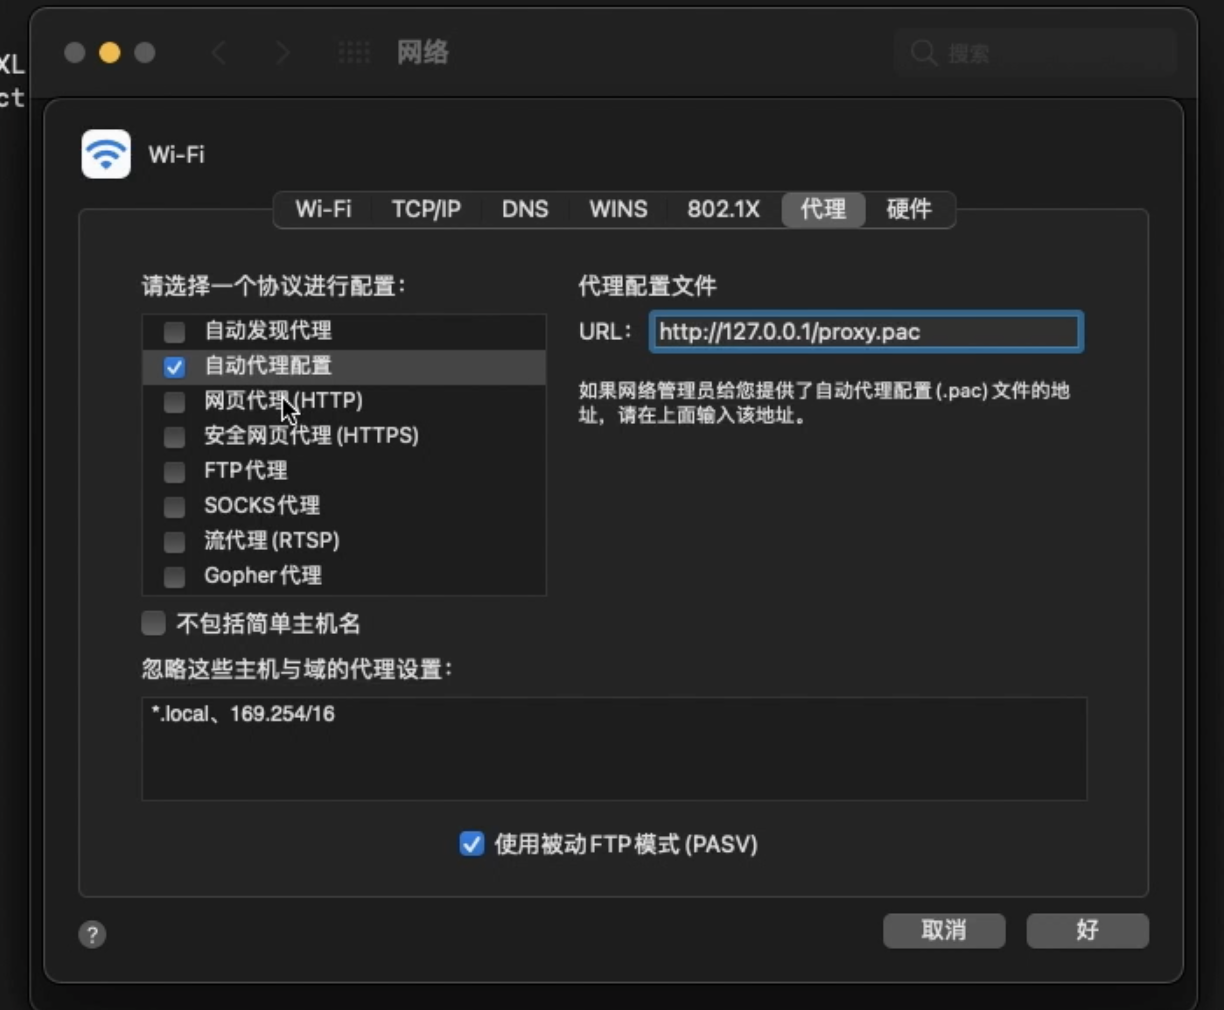 XL
ct
网络
搜索
Wi-Fi
Wi-Fi TCP/IP DNS WINS 802.1X 代理 硬件
请选择一个协议进行配置：
自动发现代理
自动代理配置
网页代理(HTTP)
安全网页代理(HTTPS)
FTP代理
SOCKS代理
流代理(RTSP)
Gopher代理
代理配置文件
URL： http://127.0.0.1/proxy.pac
如果网络管理员给您提供了自动代理配置(.pac)文件的地
址，请在上面输入该地址。
不包括简单主机名
忽略这些主机与域的代理设置：
*.local、169.254/16
使用被动FTP模式(PASV)
?
取消 好